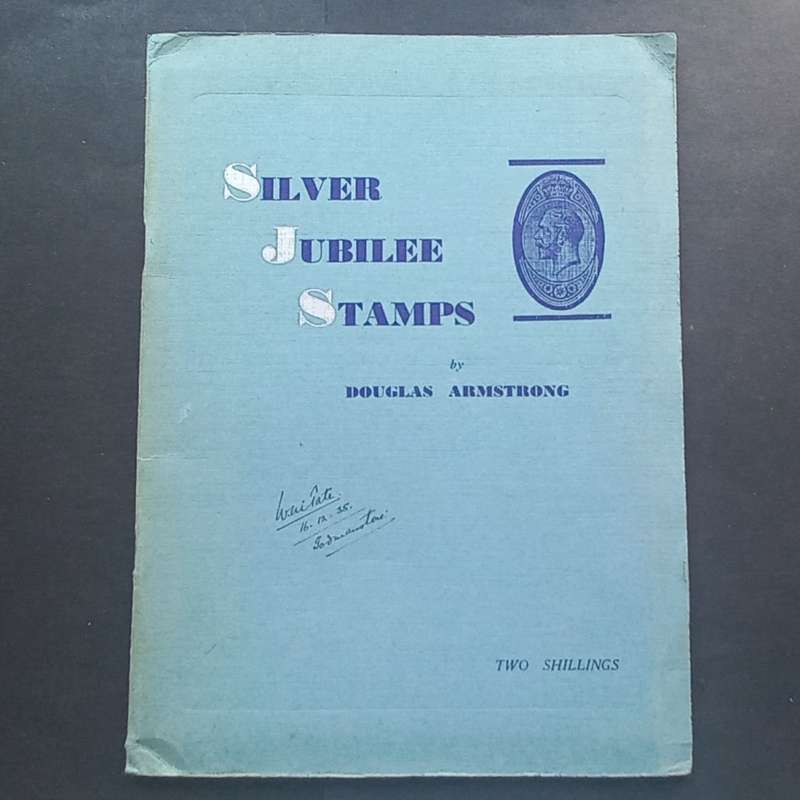 SILVER
JUBILEE
STAMPS
by
DOUGLAS ARMSTRONG
16.12.35.
TWO SHILLINGS